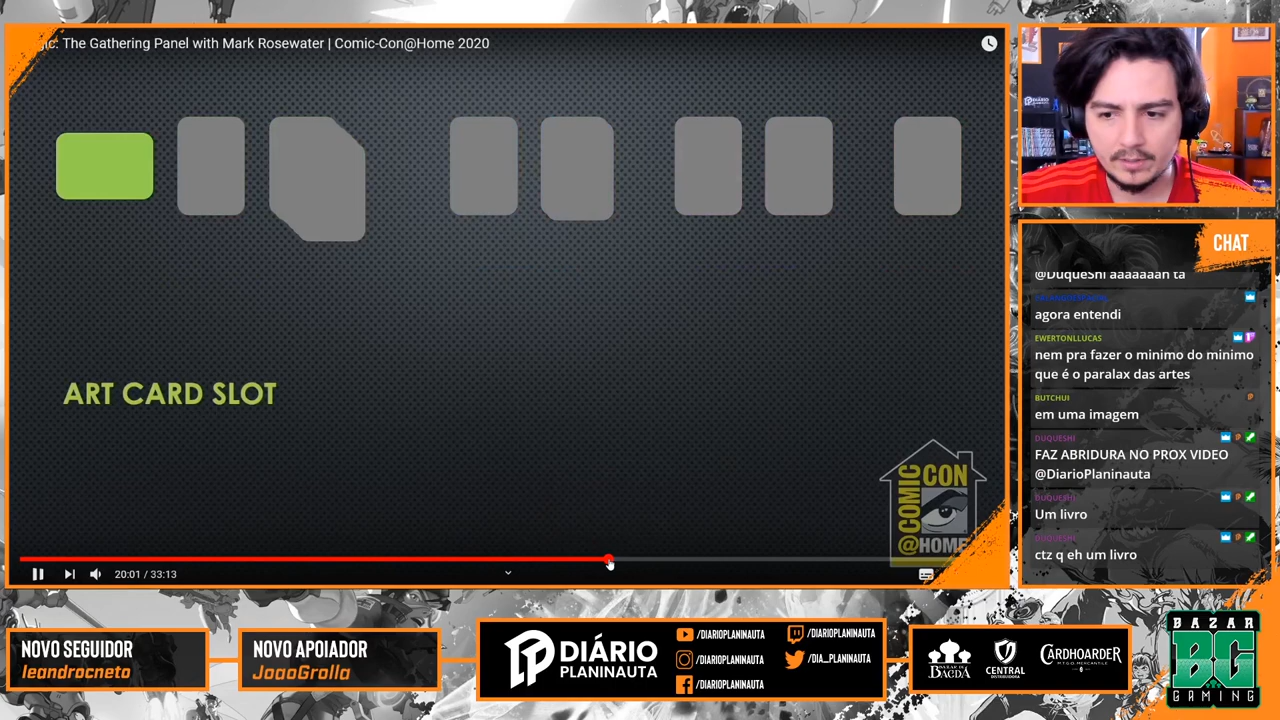 : The Gathering Panel with Mark Rosewater | Comic-Con@Home 2020
ART CARD SLOT
COMIC
CON
@HOME
20:01 / 33:13
DIÁRIO
CHAT
@DuqueShi aaaaaaan ta
agora entendi
EWERTONLLUCAS
nem pra fazer o minimo do minimo
que é o paralax das artes
BUTCHUI
em uma imagem
DUQUESHI
FAZ ABRIDURA NO PROX VIDEO
@DiarioPlaninauta
DUQUESHI
Um livro
DUQUESHI
ctz q eh um livro
NOVO SEGUIDOR
leandrocneto
NOVO APOIADOR
JoaoGrolla
DIÁRIO
PLANINAUTA
/DIARIOPLANINAUTA
/DIARIOPLANINAUTA
/DIARIOPLANINAUTA
/DIARIOPLANINAUTA
/DIA_PLANINAUTA
BAZAR DE
BAGDÁ
CENTRAL
DISTRIBUIDORA
CARDHOARDER
BAZAR
BG
GAMING